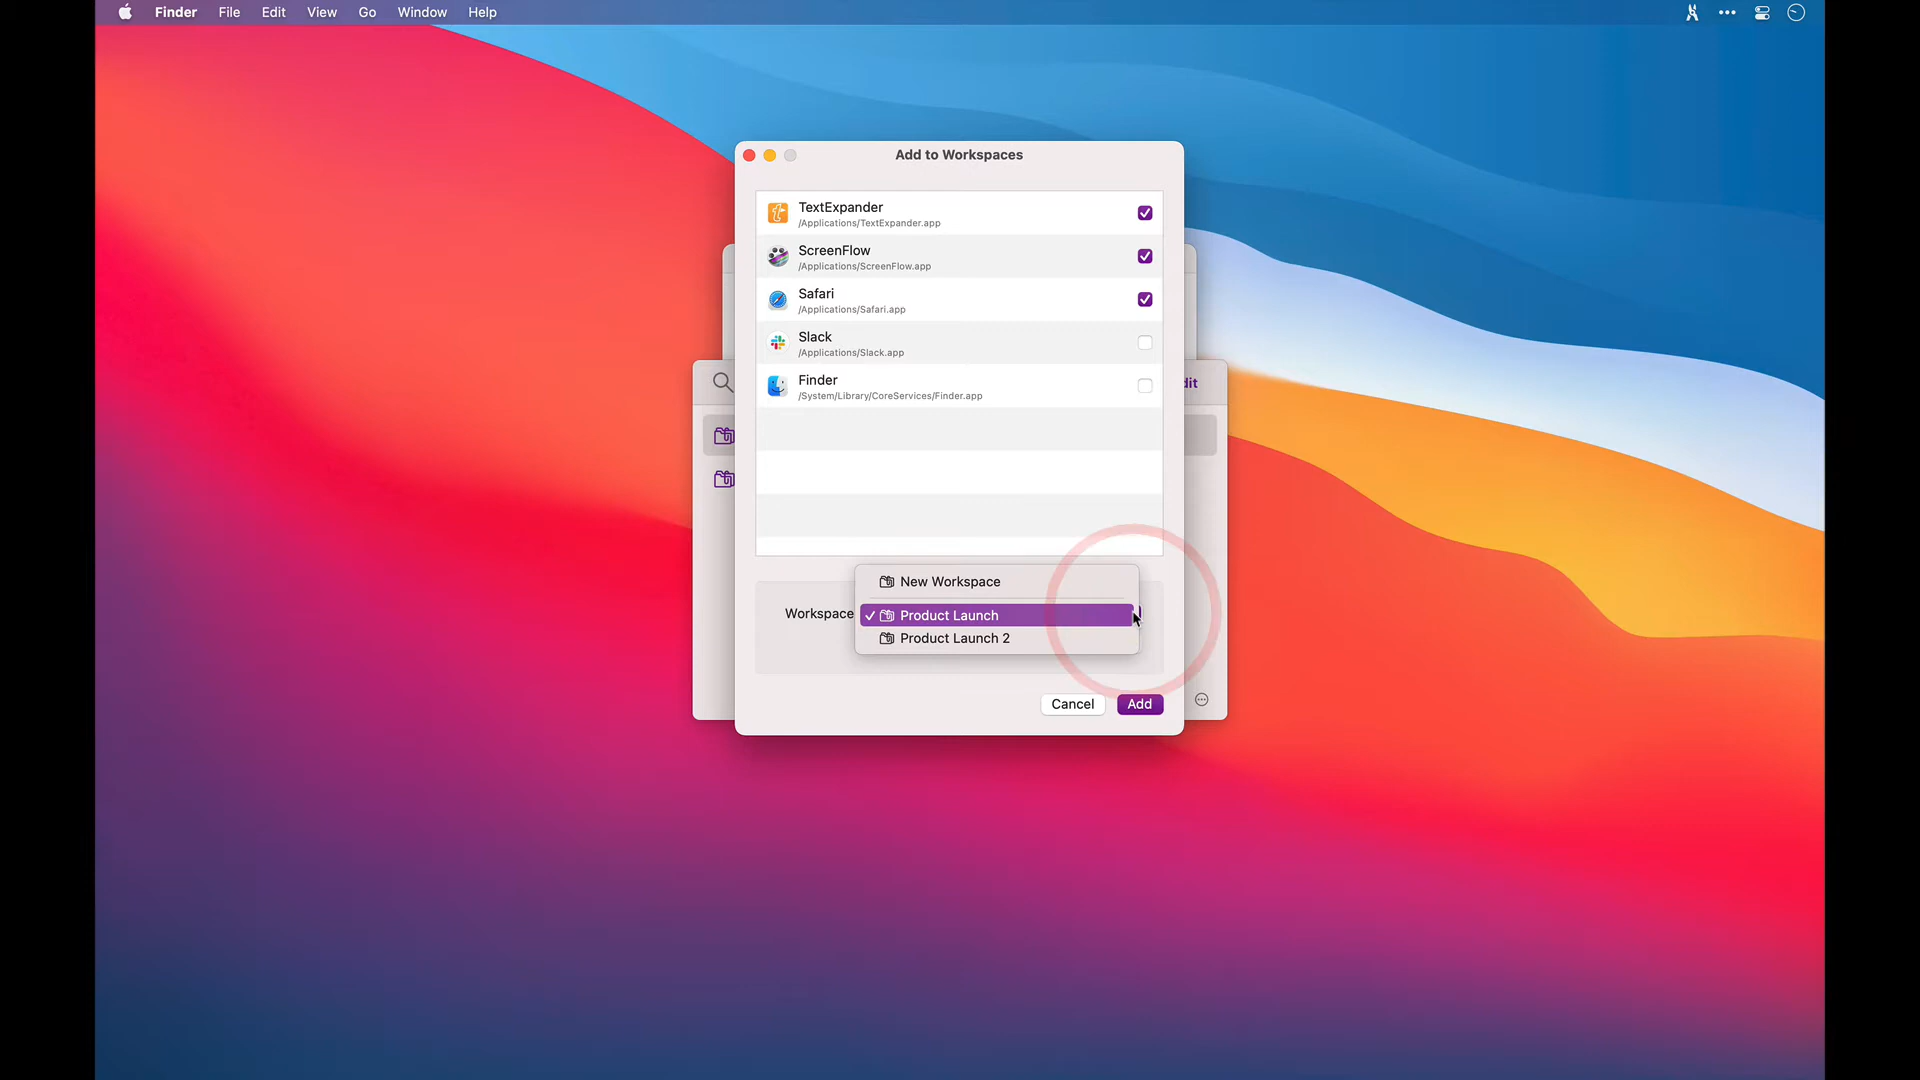 Finder File Edit View Go Window Help
Add to Workspaces
TextExpander
/Applications/TextExpander.app
ScreenFlow
/Applications/ScreenFlow.app
Safari
/Applications/Safari.app
Slack
/Applications/Slack.app
Finder
/System/Library/CoreServices/Finder.app
dit
New Workspace
Workspace
Product Launch
Product Launch 2
Cancel Add